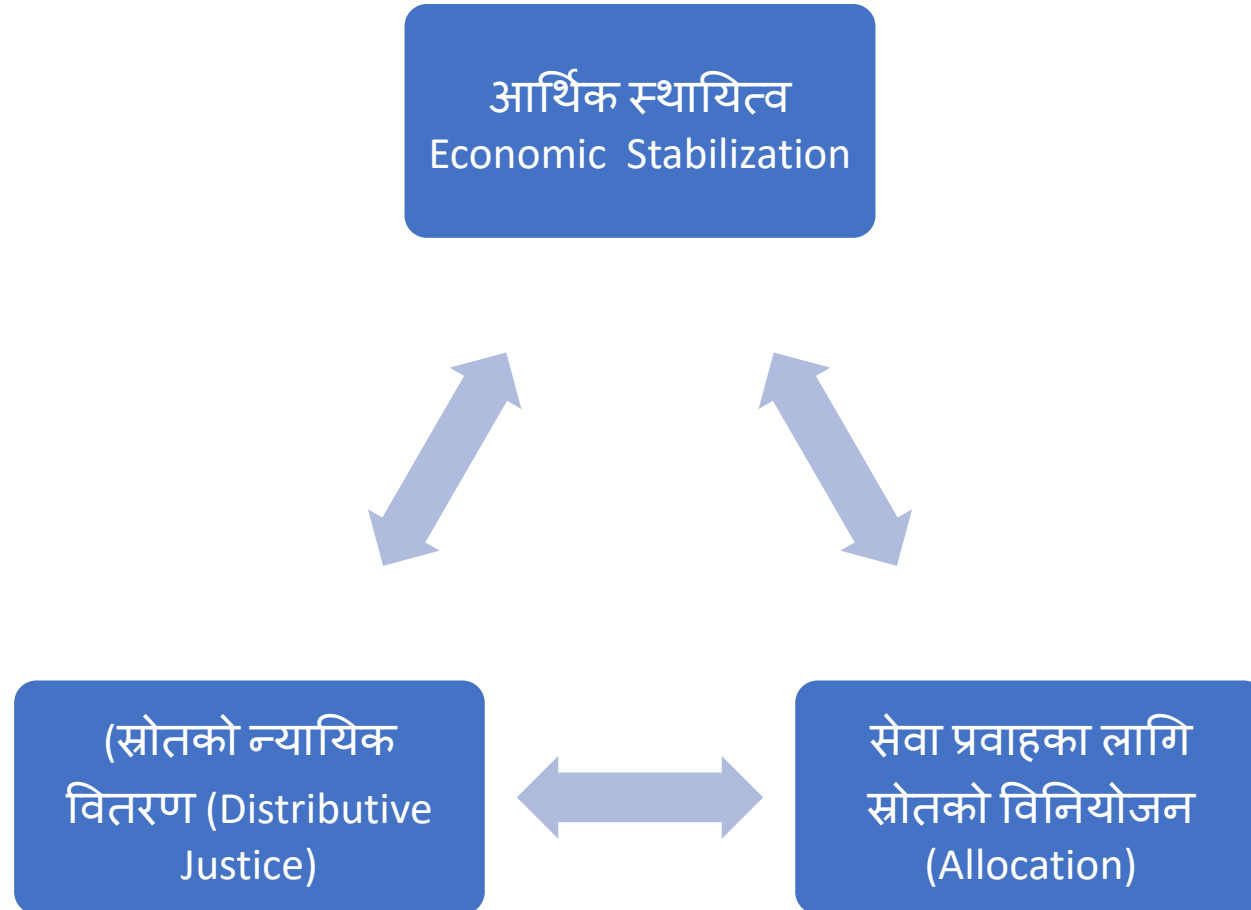 आर्थिक स्थायित्व
Economic  Stabilization
(स्रोतको न्यायिक
वितरण (Distributive
Justice)
सेवा प्रवाहका लागि
स्रोतको विनियोजन
(Allocation)